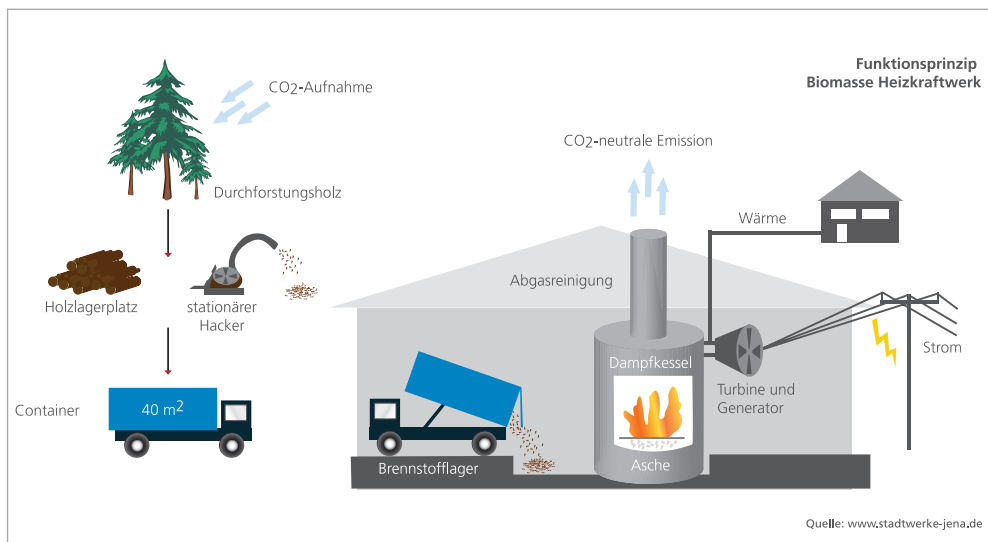 Funktionsprinzip
Biomasse Heizkraftwerk
CO2-Aufnahme
CO2-neutrale Emission
Durchforstungsholz
Wärme
Abgasreinigung
Holzlagerplatz
stationärer
Hacker
Strom
Dampfkessel
Turbine und
Generator
Container
40 m2
Brennstofflager
Asche
Quelle: www.stadtwerke-jena.de